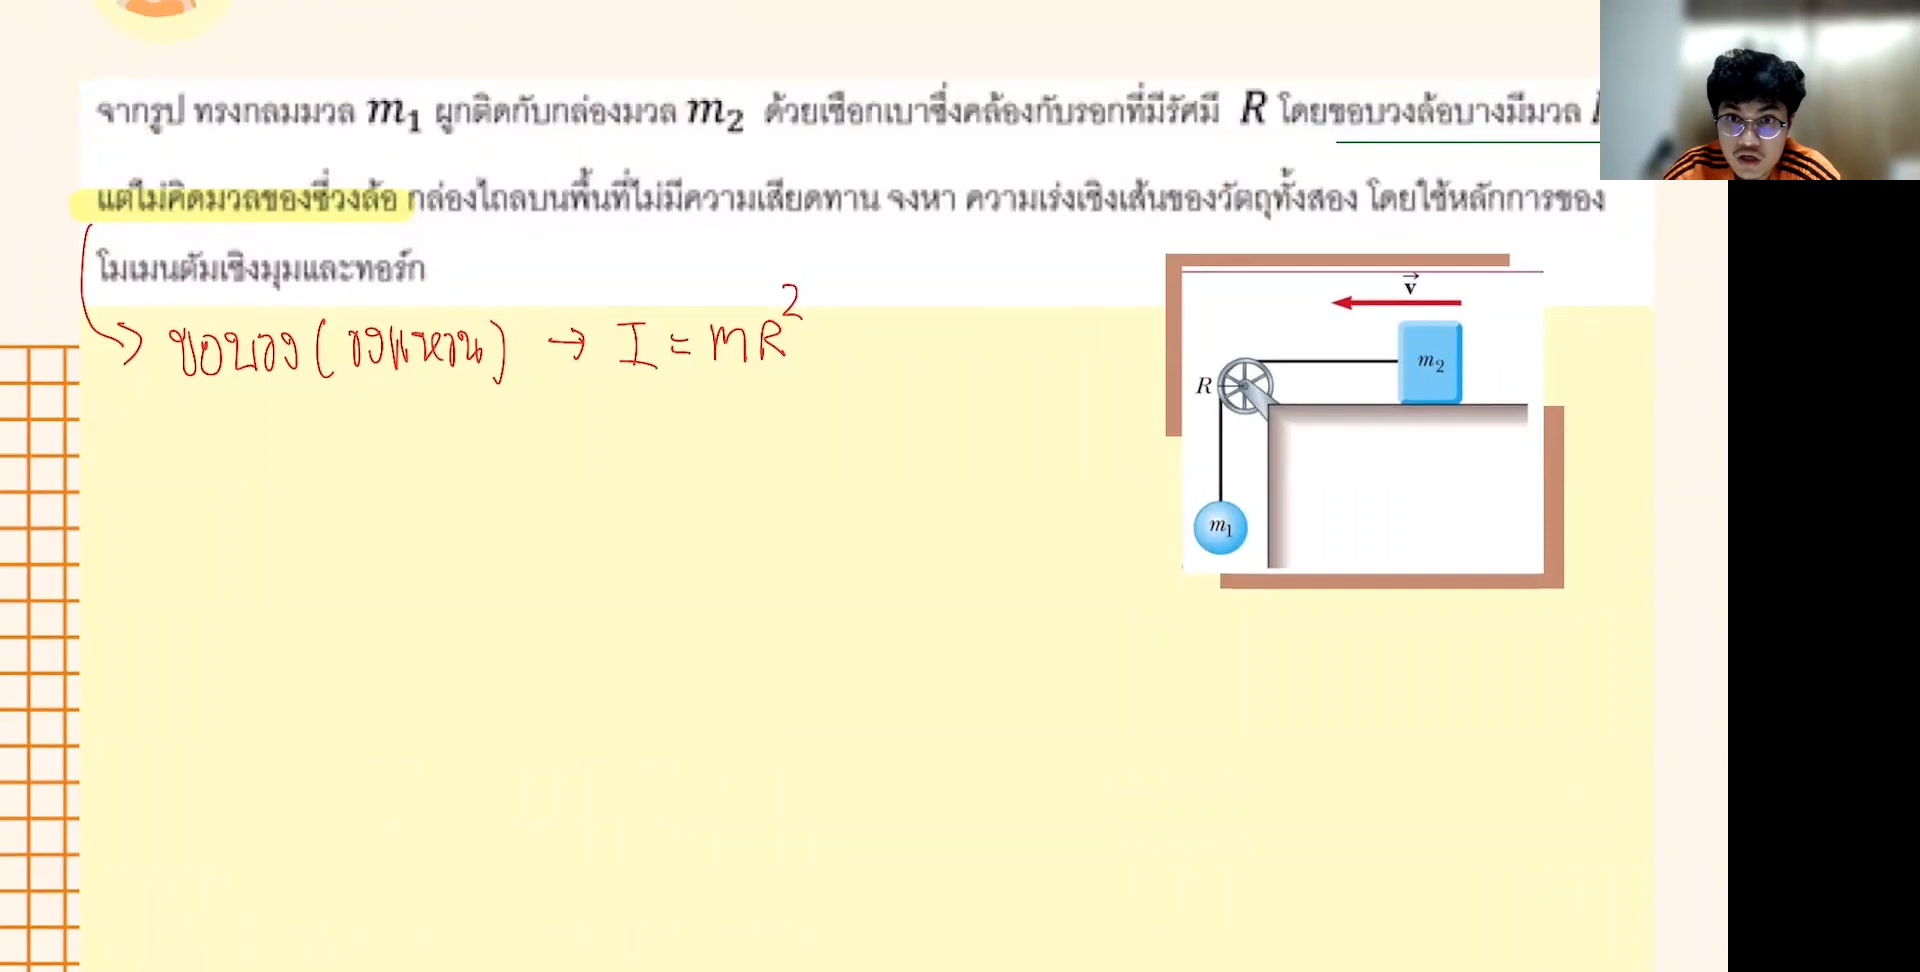 จากรูป ทรงกลมมวล m₁ ผูกติดกับกล่องมวล m₂ ด้วยเชือกเบาซึ่งคล้องกับรอกที่มีรัศมี R โดยขอบวงล้อบางมีมวล
แต่ไม่คิดมวลของซี่วงล้อ กล่องไถลบนพื้นที่ไม่มีความเสียดทาน จงหา ความเร่งเชิงเส้นของวัตถุทั้งสอง โดยใช้หลักการของ
โมเมนตัมเชิงมุมและทอร์ก
→ ขอบวง (วงแหวน) → I = mR²
v
m₂
R
m₁